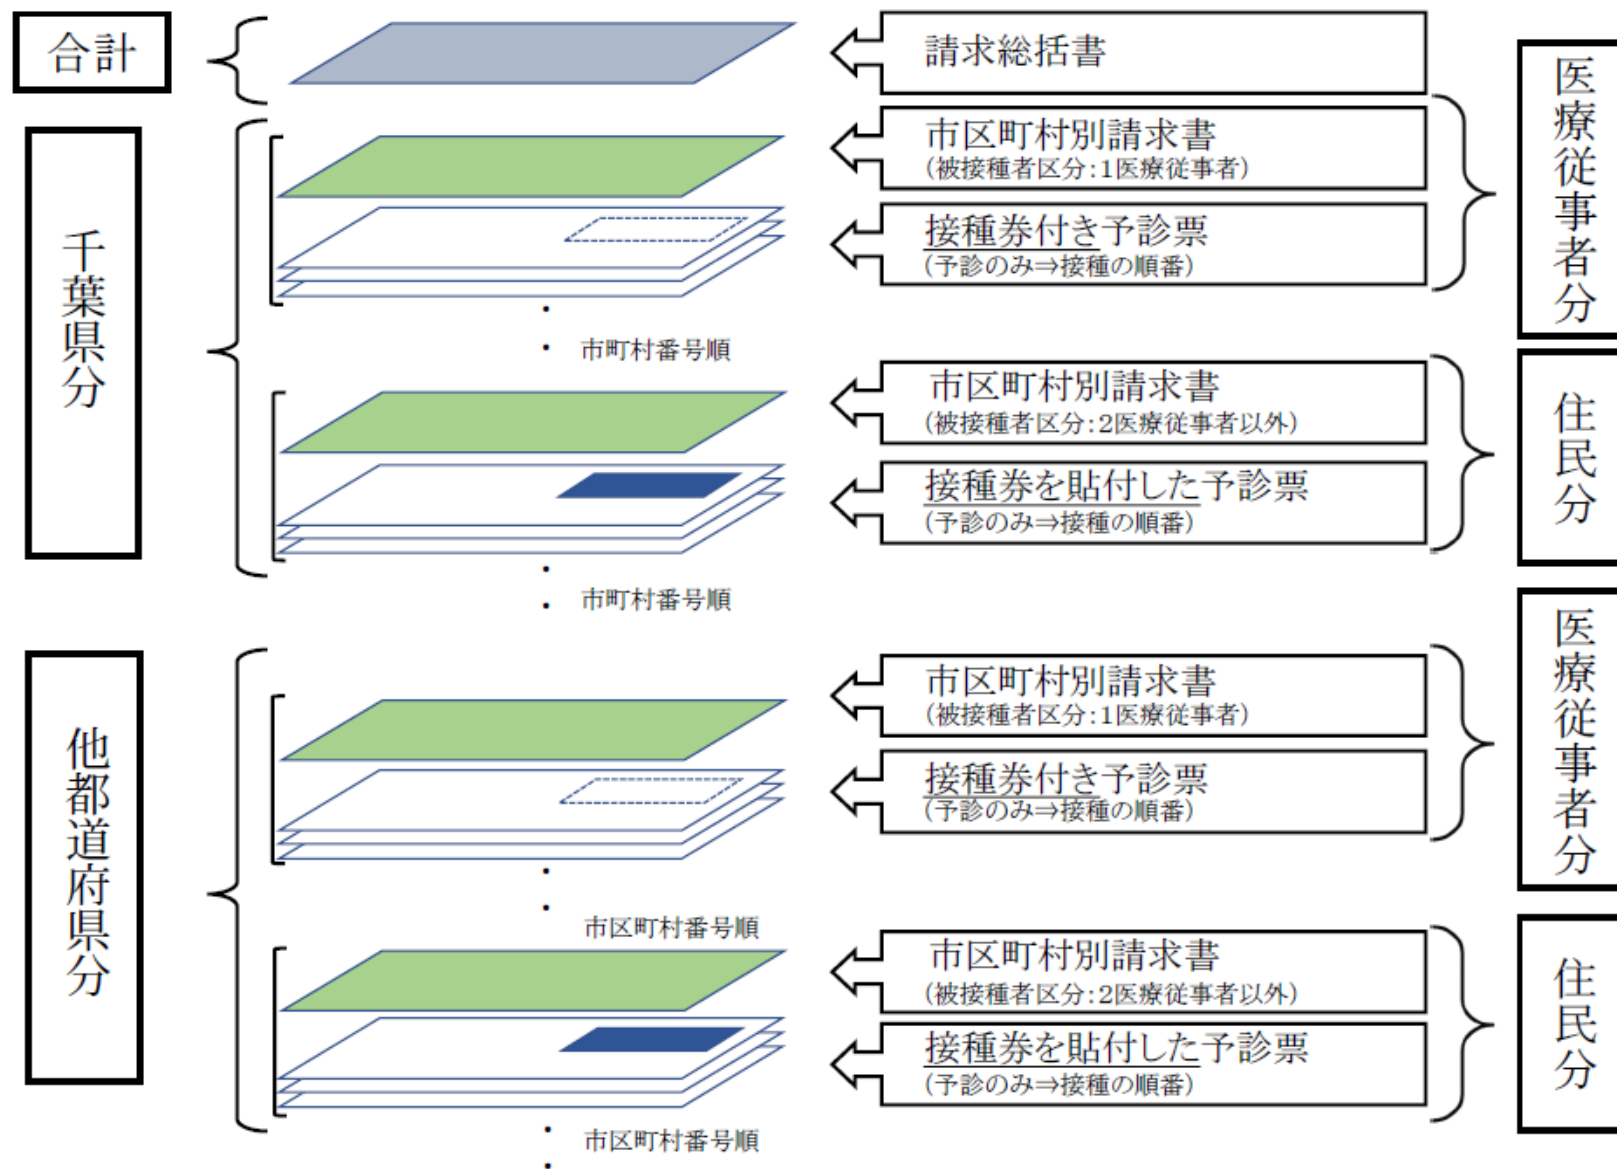 合計
請求総括書
千葉県分
市区町村別請求書
(被接種者区分:1医療従事者)
接種券付き予診票
(予診のみ⇒接種の順番)
医療従事者分
・
・ 市町村番号順
市区町村別請求書
(被接種者区分:2医療従事者以外)
接種券を貼付した予診票
(予診のみ⇒接種の順番)
住民分
・
・ 市町村番号順
他都道府県分
市区町村別請求書
(被接種者区分:1医療従事者)
接種券付き予診票
(予診のみ⇒接種の順番)
医療従事者分
・
・
市区町村番号順
市区町村別請求書
(被接種者区分:2医療従事者以外)
接種券を貼付した予診票
(予診のみ⇒接種の順番)
住民分
・ 市区町村番号順
・